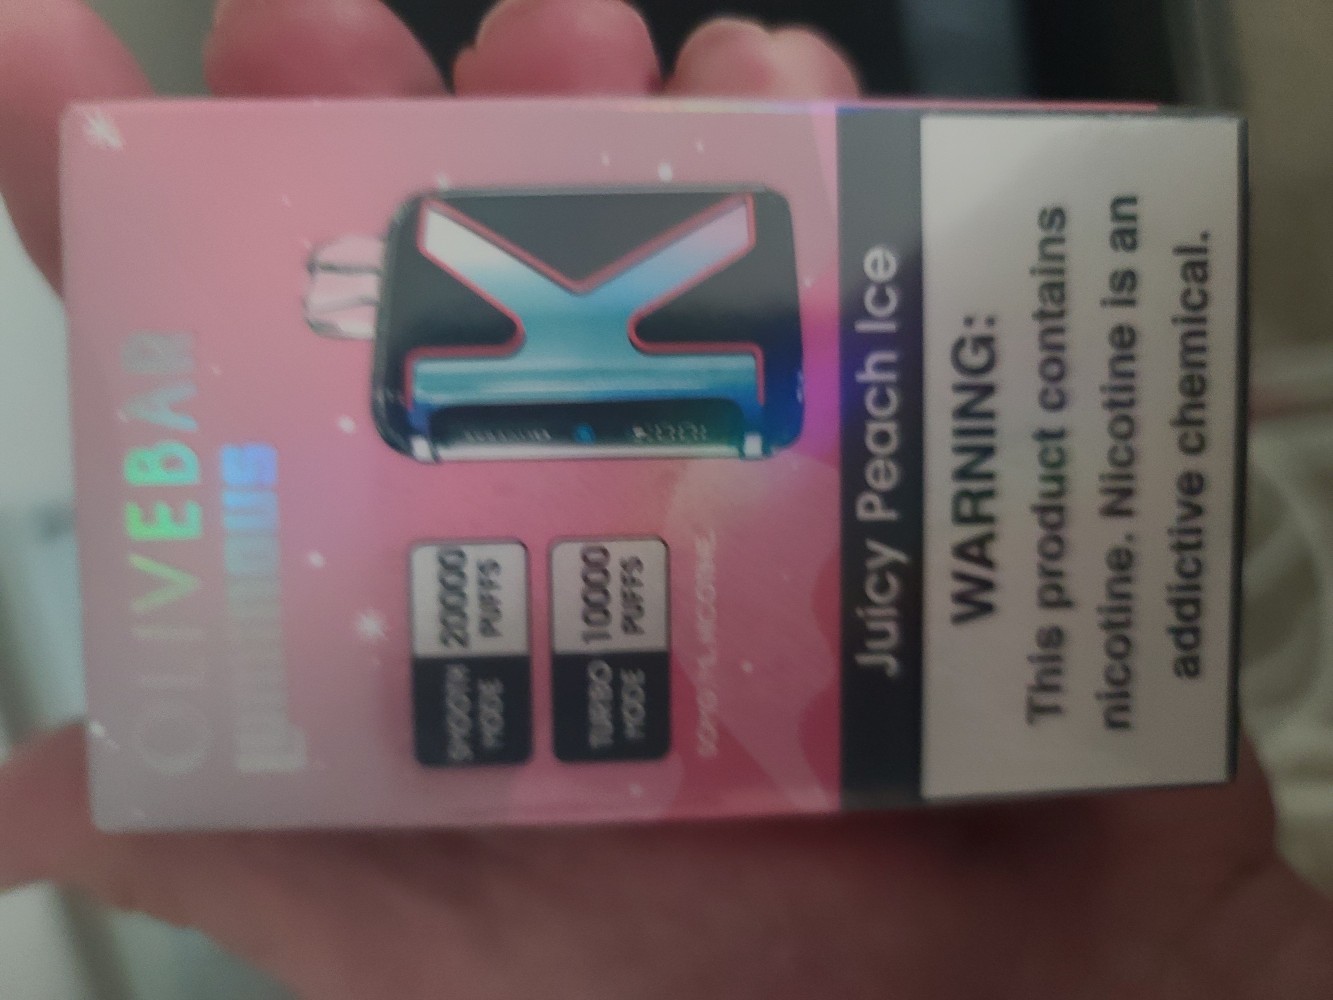 OLIVEBAR
SMOOTH
MODE
20000
PUFFS
TURBO
MODE
10000
PUFFS
Juicy Peach Ice
WARNING:
This product contains
nicotine. Nicotine is an
addictive chemical.